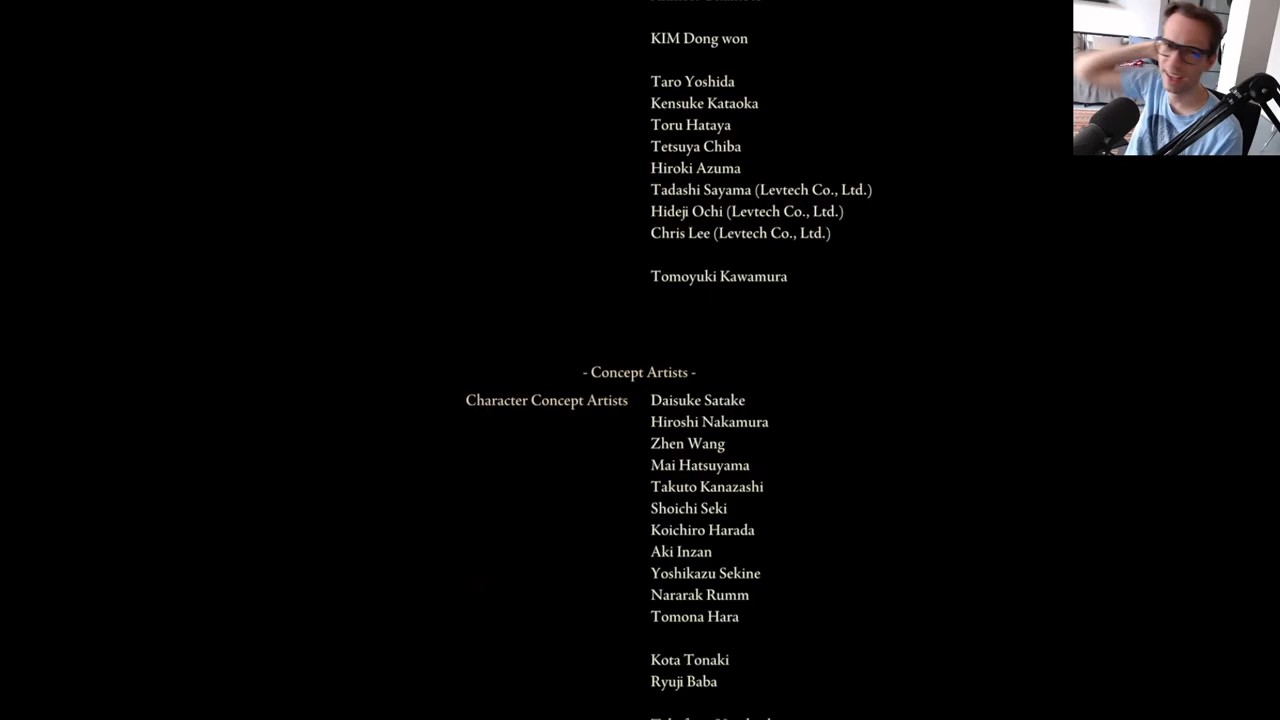 KIM Dong won
Taro Yoshida
Kensuke Kataoka
Toru Hataya
Tetsuya Chiba
Hiroki Azuma
Tadashi Sayama (Levtech Co., Ltd.)
Hideji Ochi (Levtech Co., Ltd.)
Chris Lee (Levtech Co., Ltd.)
Tomoyuki Kawamura
- Concept Artists -
Character Concept Artists Daisuke Satake
Hiroshi Nakamura
Zhen Wang
Mai Hatsuyama
Takuto Kanazashi
Shoichi Seki
Koichiro Harada
Aki Inzan
Yoshikazu Sekine
Nararak Rumm
Tomona Hara
Kota Tonaki
Ryuji Baba